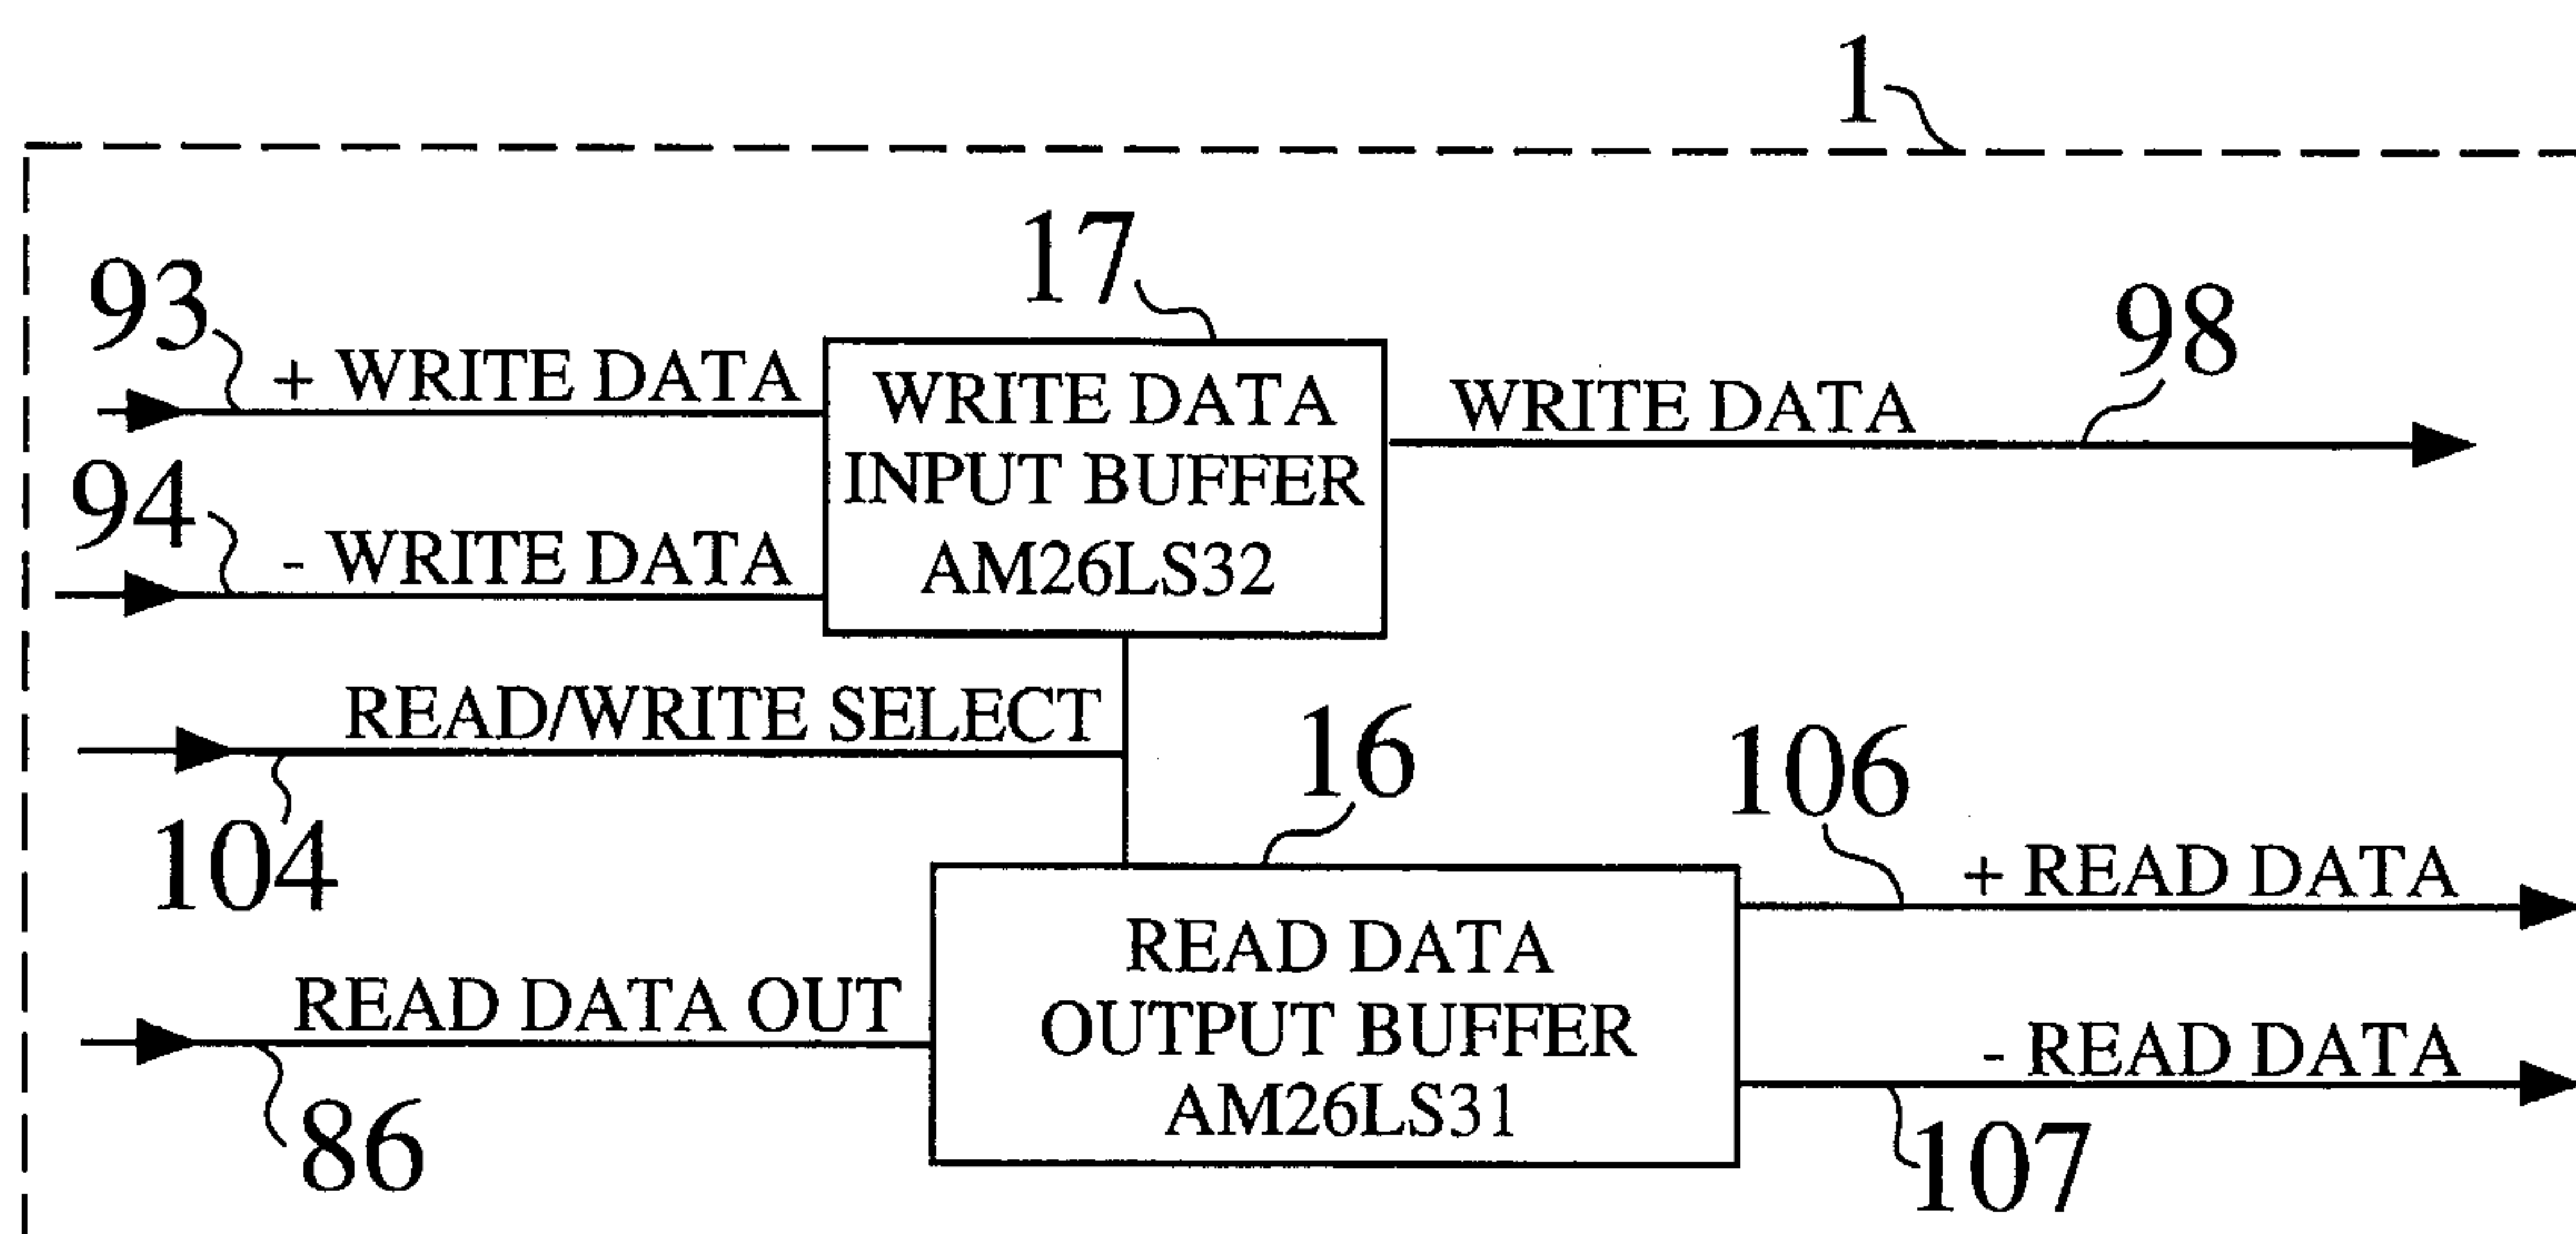 1
17
93
98
+ WRITE DATA
WRITE DATA
INPUT BUFFER
AM26LS32
WRITE DATA
94
- WRITE DATA
READ/WRITE SELECT
104
16
106
+ READ DATA
READ DATA OUT
READ DATA
OUTPUT BUFFER
AM26LS31
- READ DATA
86
107